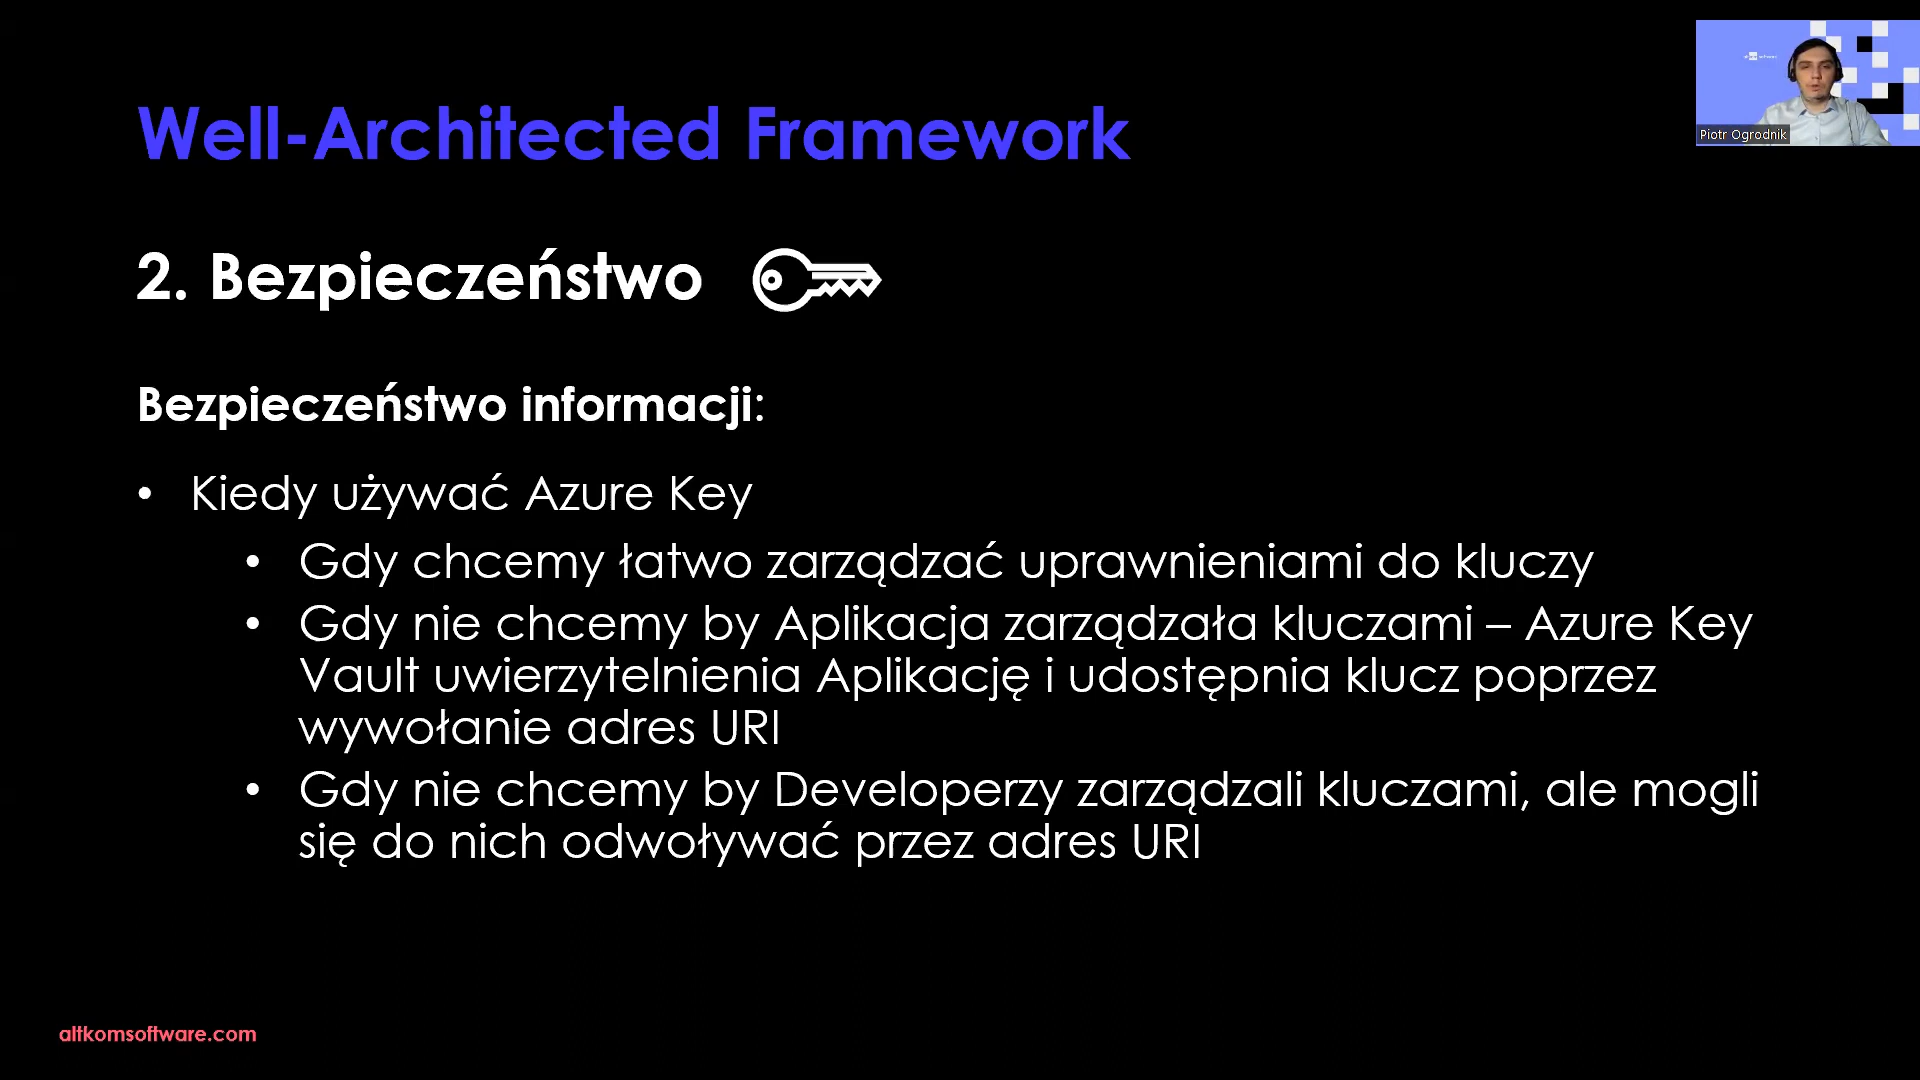 Well-Architected Framework
Piotr Ogrodnik
2. Bezpieczeństwo
Bezpieczeństwo informacji:
• Kiedy używać Azure Key
• Gdy chcemy łatwo zarządzać uprawnieniami do kluczy
• Gdy nie chcemy by Aplikacja zarządzała kluczami – Azure Key
Vault uwierzytelnienia Aplikację i udostępnia klucz poprzez
wywołanie adres URI
• Gdy nie chcemy by Developerzy zarządzali kluczami, ale mogli
się do nich odwoływać przez adres URI
altkomsoftware.com